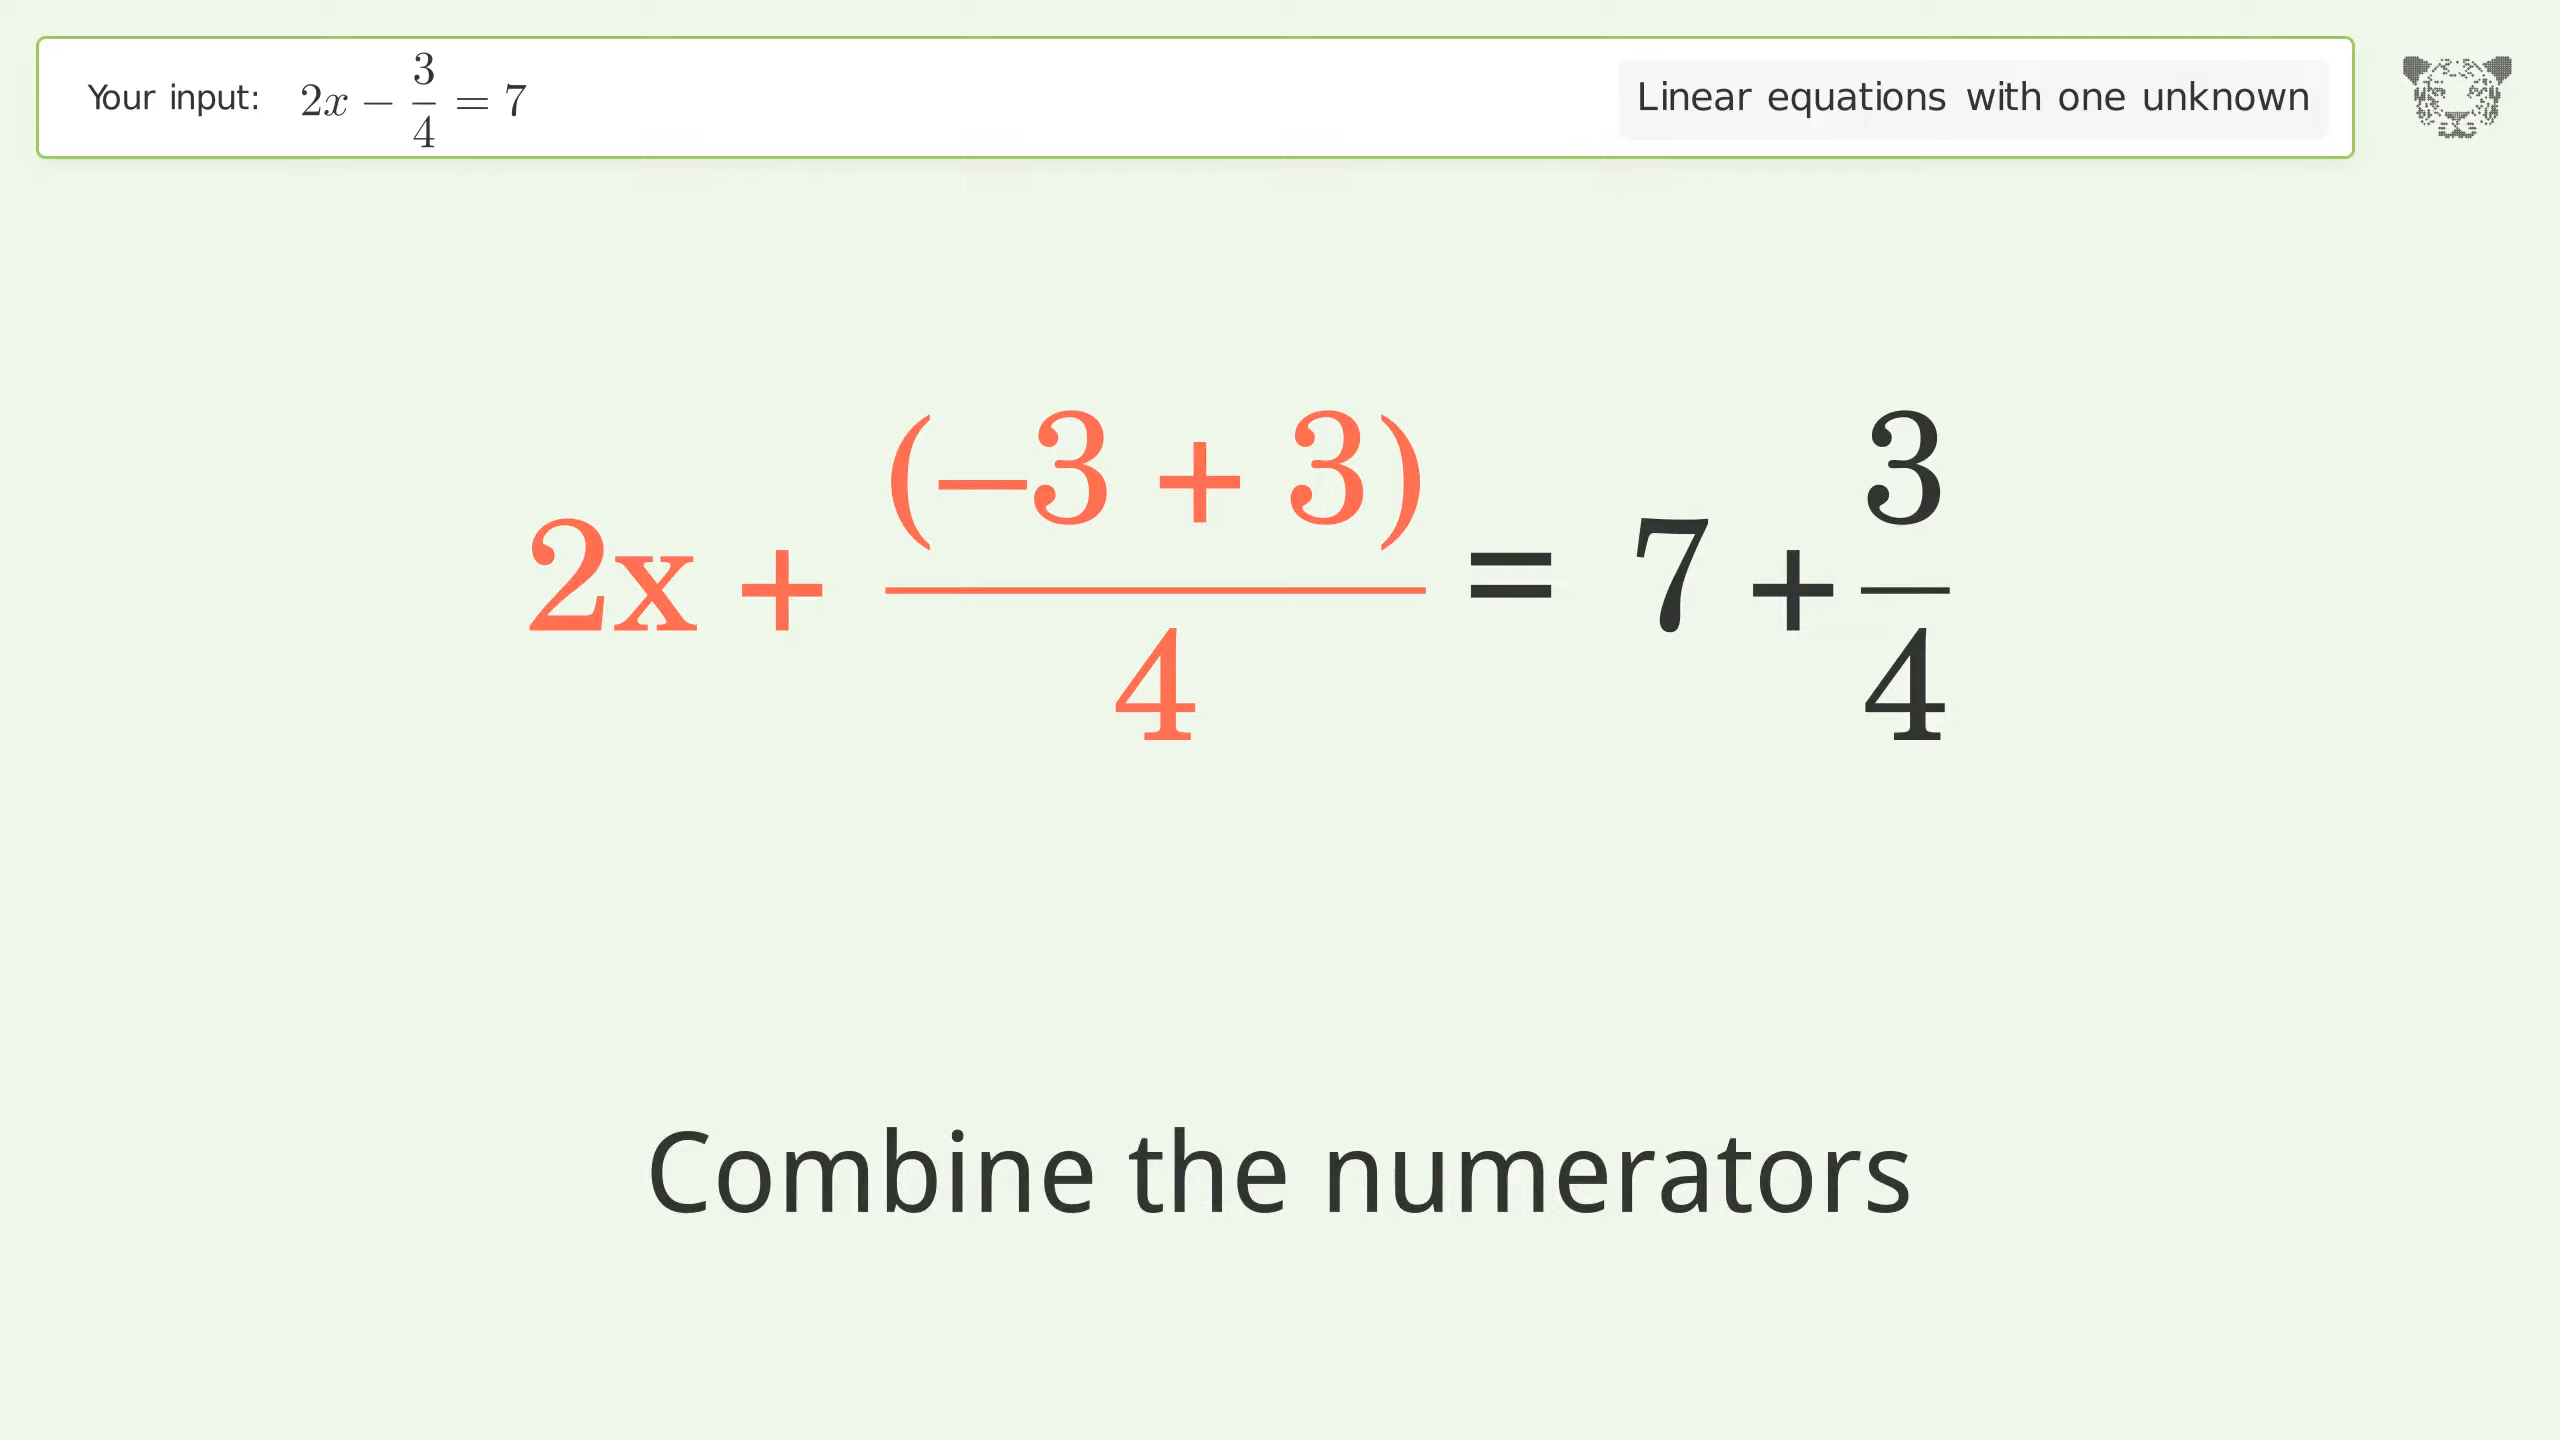 Your input: 2x − 3/4 = 7
Linear equations with one unknown
2x + (−3 + 3)/4 = 7 + 3/4
Combine the numerators